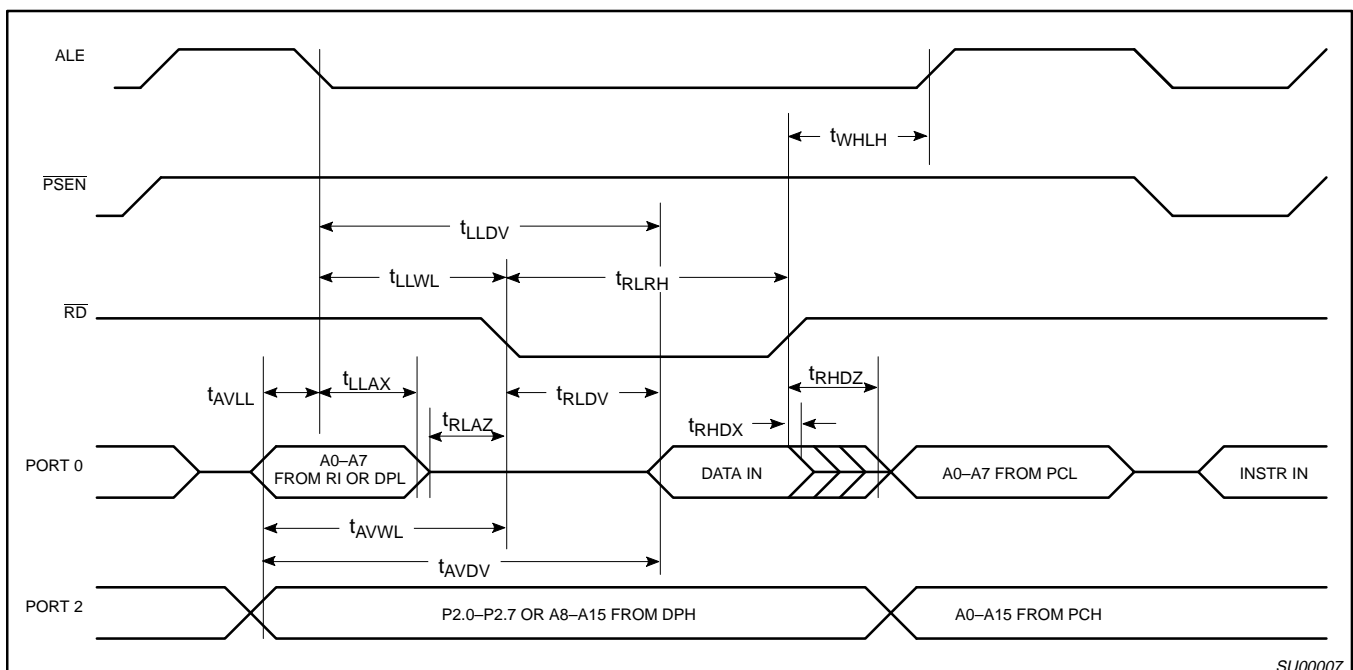 ALE
tWHLH
PSEN
tLLDV
tLLWL
tRLRH
RD
tAVLL
tLLAX
tRLAZ
tRLDV
tRHDZ
tRHDX
PORT 0
A0–A7
FROM RI OR DPL
DATA IN
A0–A7 FROM PCL
INSTR IN
tAVWL
tAVDV
PORT 2
P2.0–P2.7 OR A8–A15 FROM DPH
A0–A15 FROM PCH
SU00007